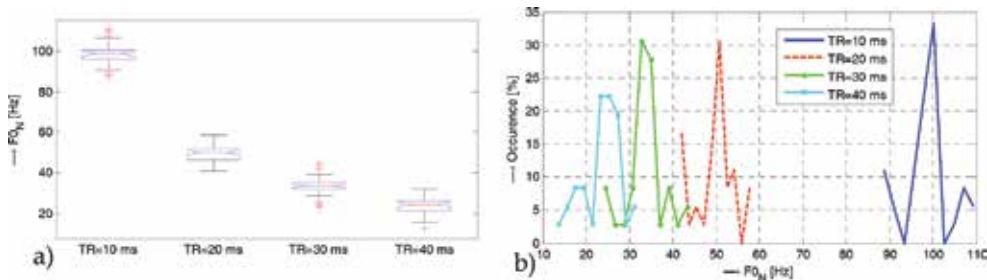 a)
— F0N [Hz]
100
80
60
40
20
TR=10 ms TR=20 ms TR=30 ms TR=40 ms
b)
— Occurence [%]
35
30
25
20
15
10
5
0
10 20 30 40 50 60 70 80 90 100 110
— F0N [Hz]
TR=10 ms
TR=20 ms
TR=30 ms
TR=40 ms